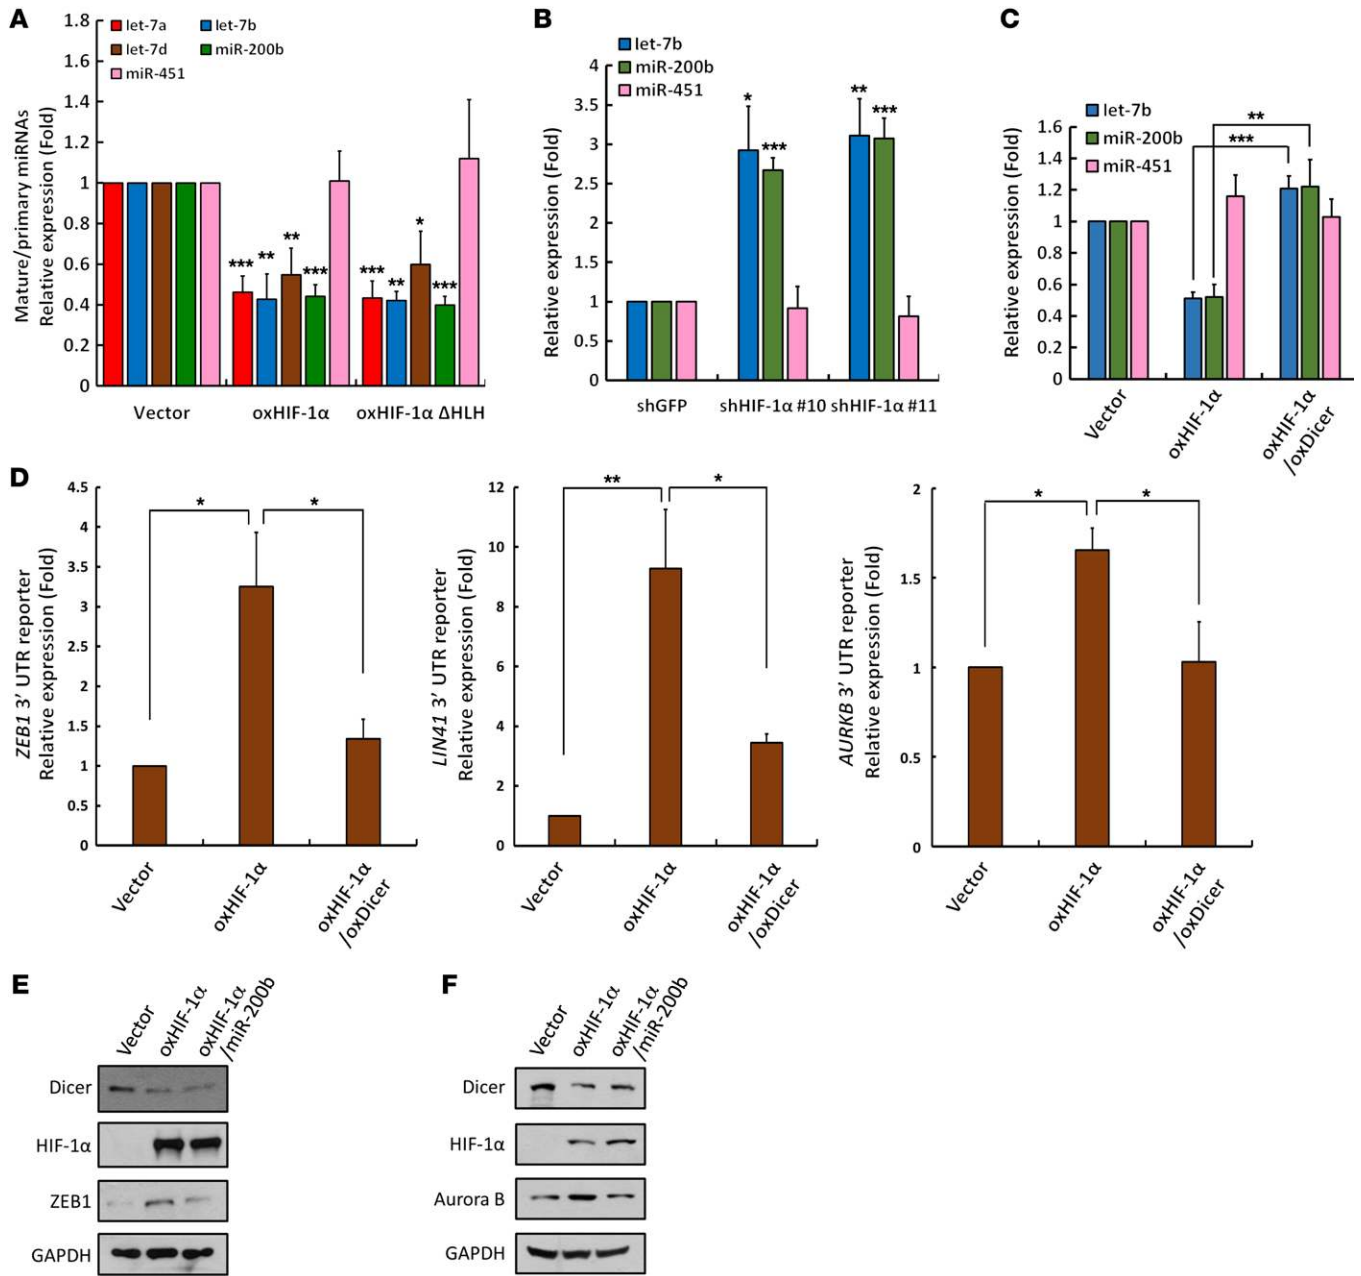 A
let-7a
let-7b
let-7d
miR-200b
miR-451
Mature/primary miRNAs
Relative expression (Fold)
1.8
1.6
1.4
1.2
1
0.8
0.6
0.4
0.2
0
***
**
**
***
***
**
*
***
Vector
oxHIF-1α
oxHIF-1α ΔHLH
B
let-7b
miR-200b
miR-451
Relative expression (Fold)
4
3.5
3
2.5
2
1.5
1
0.5
0
*
***
**
***
shGFP
shHIF-1α #10
shHIF-1α #11
C
let-7b
miR-200b
miR-451
Relative expression (Fold)
1.6
1.4
1.2
1
0.8
0.6
0.4
0.2
0
**
***
Vector
oxHIF-1α
oxHIF-1α
/oxDicer
D
ZEB1 3′ UTR reporter
Relative expression (Fold)
4.5
4
3.5
3
2.5
2
1.5
1
0.5
0
*
*
Vector
oxHIF-1α
oxHIF-1α
/oxDicer
LIN41 3′ UTR reporter
Relative expression (Fold)
12
10
8
6
4
2
0
**
*
Vector
oxHIF-1α
oxHIF-1α
/oxDicer
AURKB 3′ UTR reporter
Relative expression (Fold)
2
1.5
1
0.5
0
*
*
Vector
oxHIF-1α
oxHIF-1α
/oxDicer
E
Vector
oxHIF-1α
oxHIF-1α
/miR-200b
Dicer
HIF-1α
ZEB1
GAPDH
F
Vector
oxHIF-1α
oxHIF-1α
/miR-200b
Dicer
HIF-1α
Aurora B
GAPDH